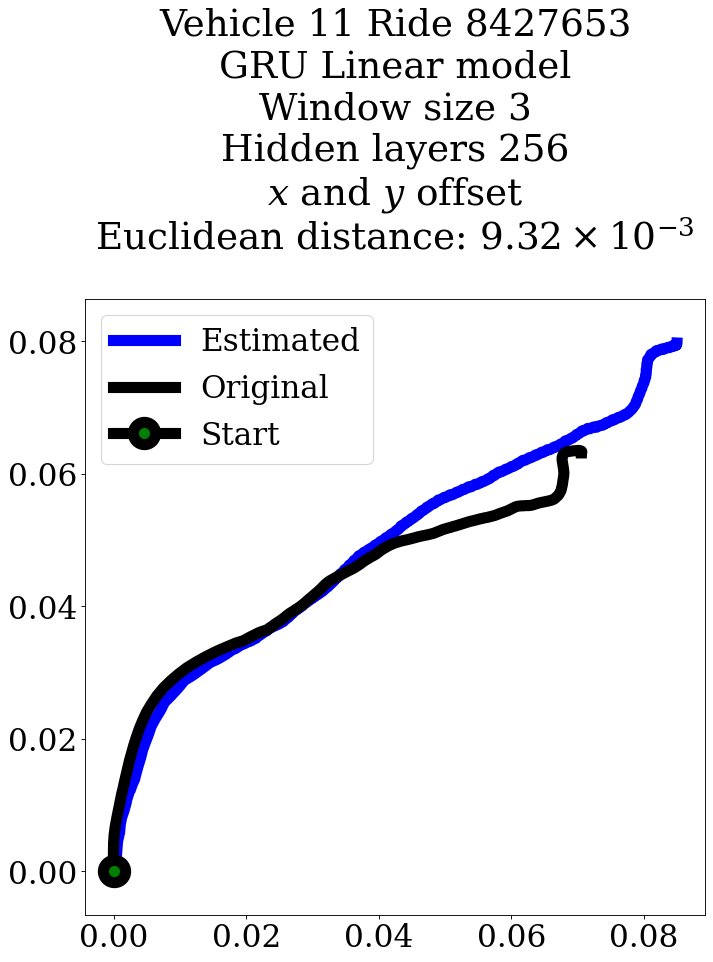 Vehicle 11 Ride 8427653
GRU Linear model
Window size 3
Hidden layers 256
x and y offset
Euclidean distance: 9.32 × 10⁻³
Estimated
Original
Start
0.08
0.06
0.04
0.02
0.00
0.00 0.02 0.04 0.06 0.08